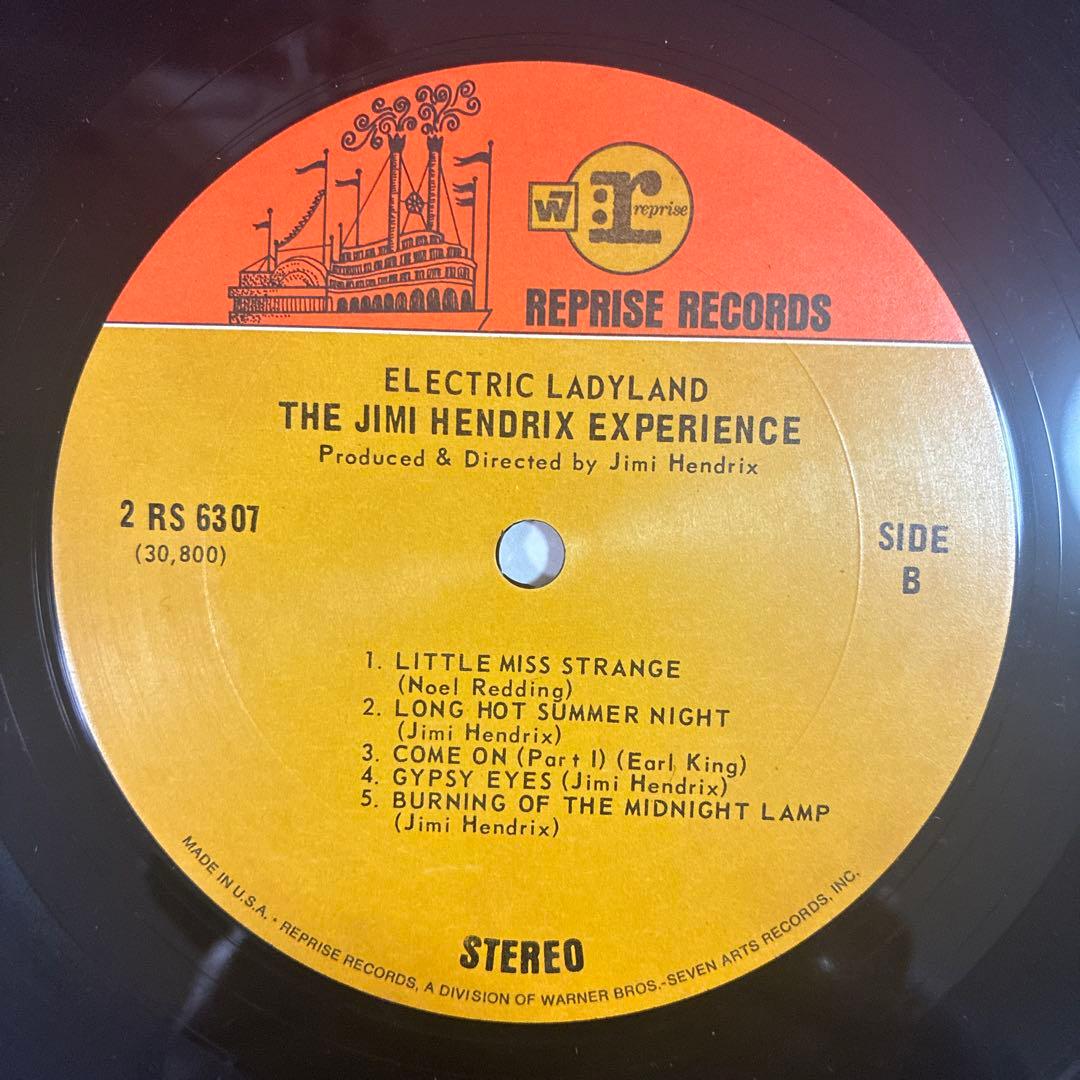 W7
r
reprise
REPRISE RECORDS
ELECTRIC LADYLAND
THE JIMI HENDRIX EXPERIENCE
Produced & Directed by Jimi Hendrix
2 RS 6307
(30,800)
SIDE
B
1. LITTLE MISS STRANGE
(Noel Redding)
2. LONG HOT SUMMER NIGHT
(Jimi Hendrix)
3. COME ON (Part I) (Earl King)
4. GYPSY EYES (Jimi Hendrix)
5. BURNING OF THE MIDNIGHT LAMP
(Jimi Hendrix)
STEREO
MADE IN U.S.A. • REPRISE RECORDS, A DIVISION OF WARNER BROS.-SEVEN ARTS RECORDS, INC.